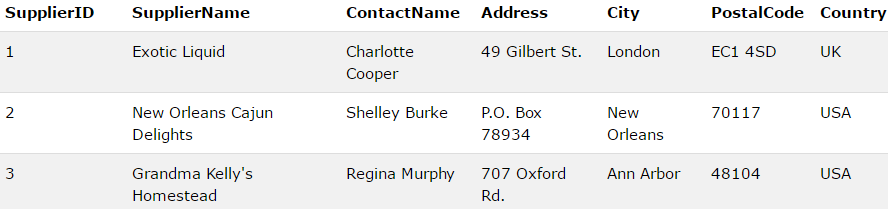 SupplierID SupplierName ContactName Address City PostalCode Country
1 Exotic Liquid Charlotte 49 Gilbert St. London EC1 4SD UK
Cooper
2 New Orleans Cajun Shelley Burke P.O. Box New 70117 USA
Delights 78934 Orleans
3 Grandma Kelly's Regina Murphy 707 Oxford Ann Arbor 48104 USA
Homestead Rd.